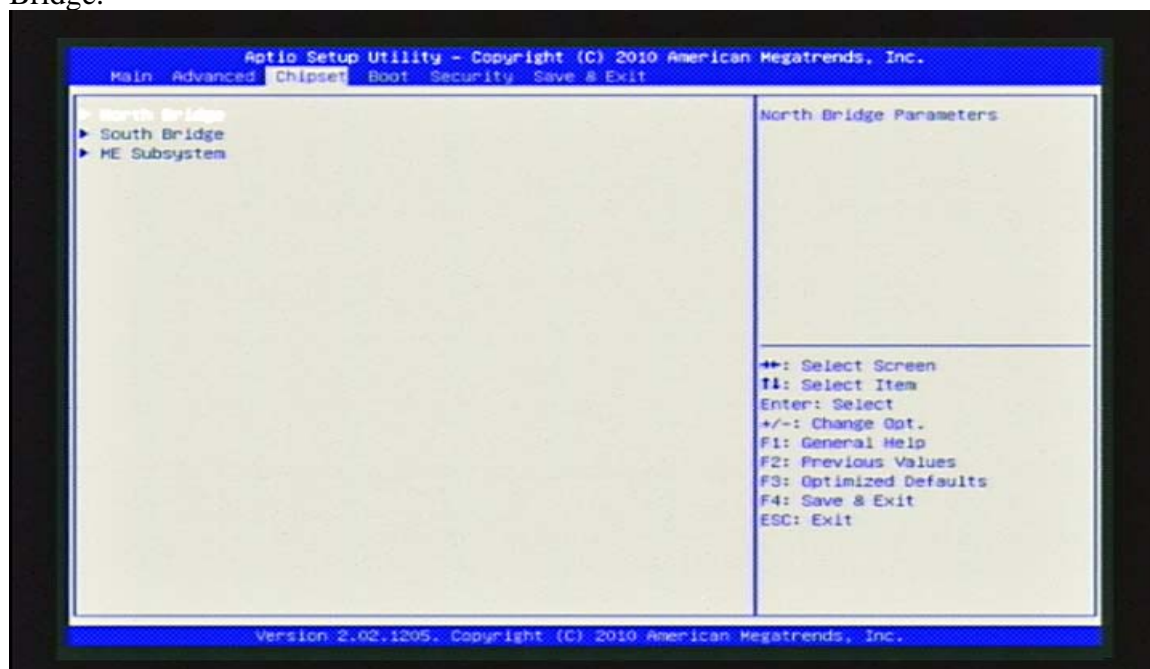 Bridge.
Aptio Setup Utility - Copyright (C) 2010 American Megatrends, Inc.
Main Advanced Chipset Boot Security Save & Exit
► North Bridge
► South Bridge
► ME Subsystem
North Bridge Parameters
→←: Select Screen
↑↓: Select Item
Enter: Select
+/-: Change Opt.
F1: General Help
F2: Previous Values
F3: Optimized Defaults
F4: Save & Exit
ESC: Exit
Version 2.02.1205. Copyright (C) 2010 American Megatrends, Inc.